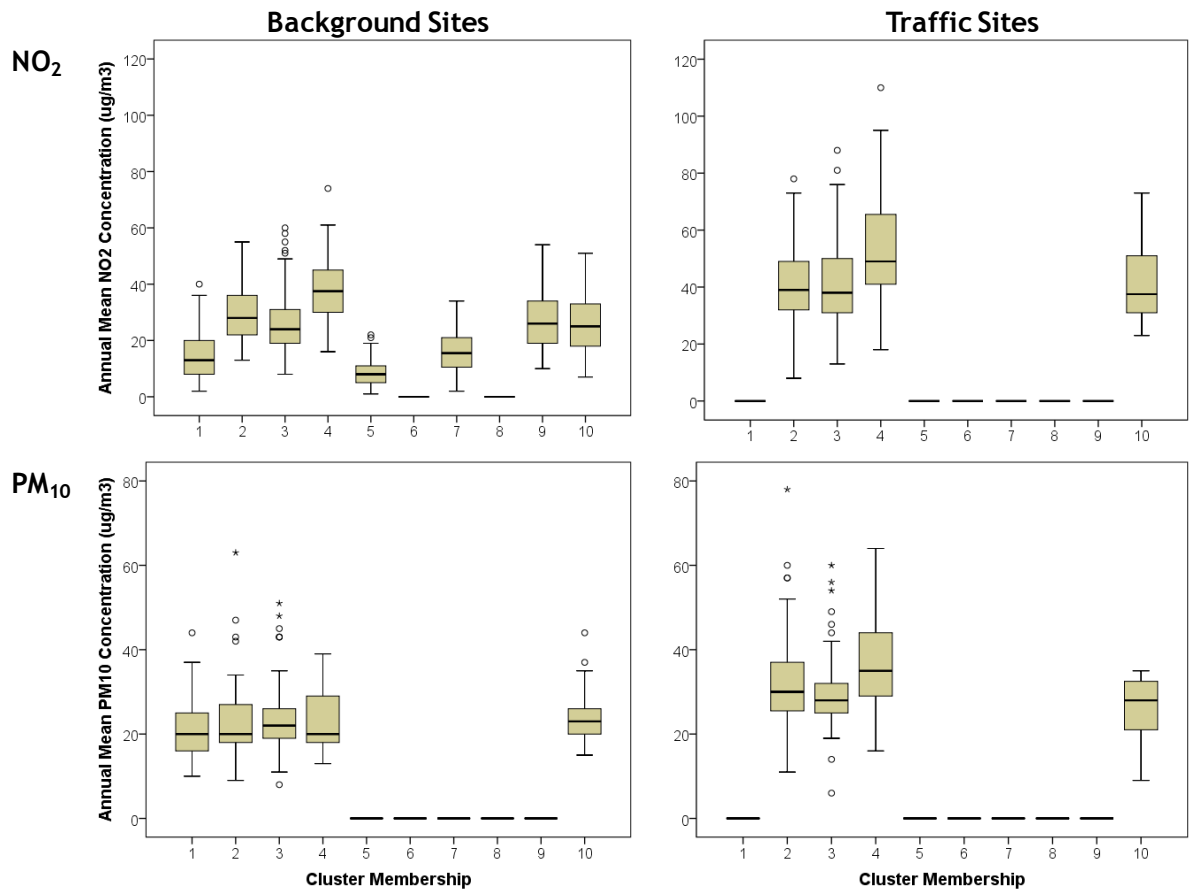 Background Sites
Traffic Sites
NO2
Annual Mean NO2 Concentration (ug/m3)
120
100
80
60
40
20
0
1 2 3 4 5 6 7 8 9 10
120
100
80
60
40
20
0
1 2 3 4 5 6 7 8 9 10
PM10
Annual Mean PM10 Concentration (ug/m3)
80
60
40
20
0
1 2 3 4 5 6 7 8 9 10
Cluster Membership
80
60
40
20
0
1 2 3 4 5 6 7 8 9 10
Cluster Membership